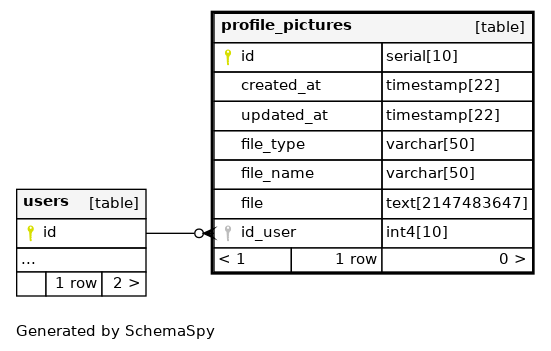 profile_pictures [table]
id serial[10]
created_at timestamp[22]
updated_at timestamp[22]
file_type varchar[50]
file_name varchar[50]
file text[2147483647]
id_user int4[10]
< 1 1 row 0 >
users [table]
id
...
1 row 2 >
Generated by SchemaSpy